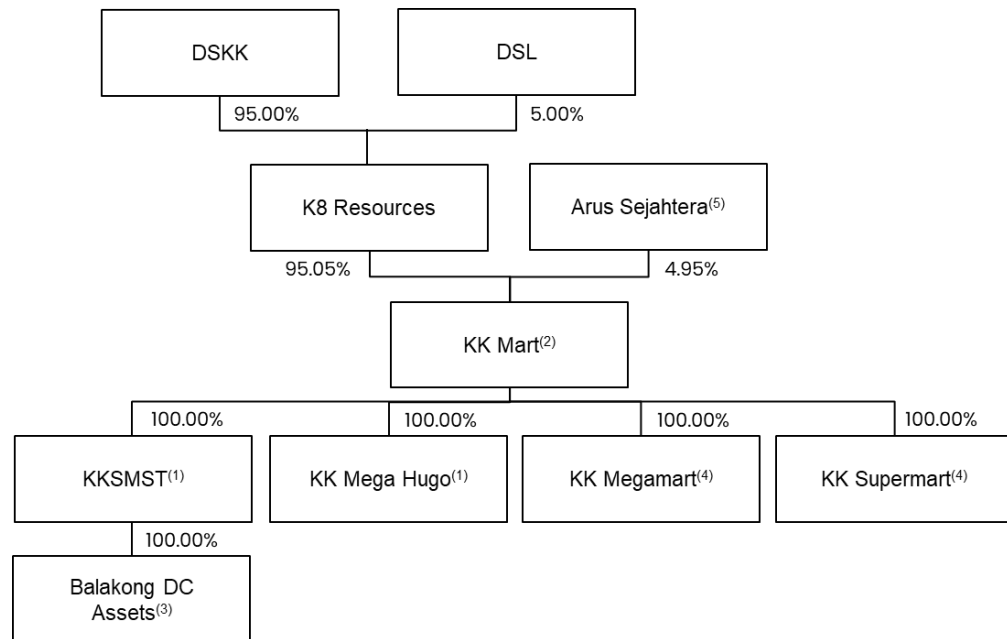 DSKK
DSL
95.00%
5.00%
K8 Resources
Arus Sejahtera(5)
95.05%
4.95%
KK Mart(2)
100.00%
100.00%
100.00%
100.00%
KKSMST(1)
KK Mega Hugo(1)
KK Megamart(4)
KK Supermart(4)
100.00%
Balakong DC
Assets(3)